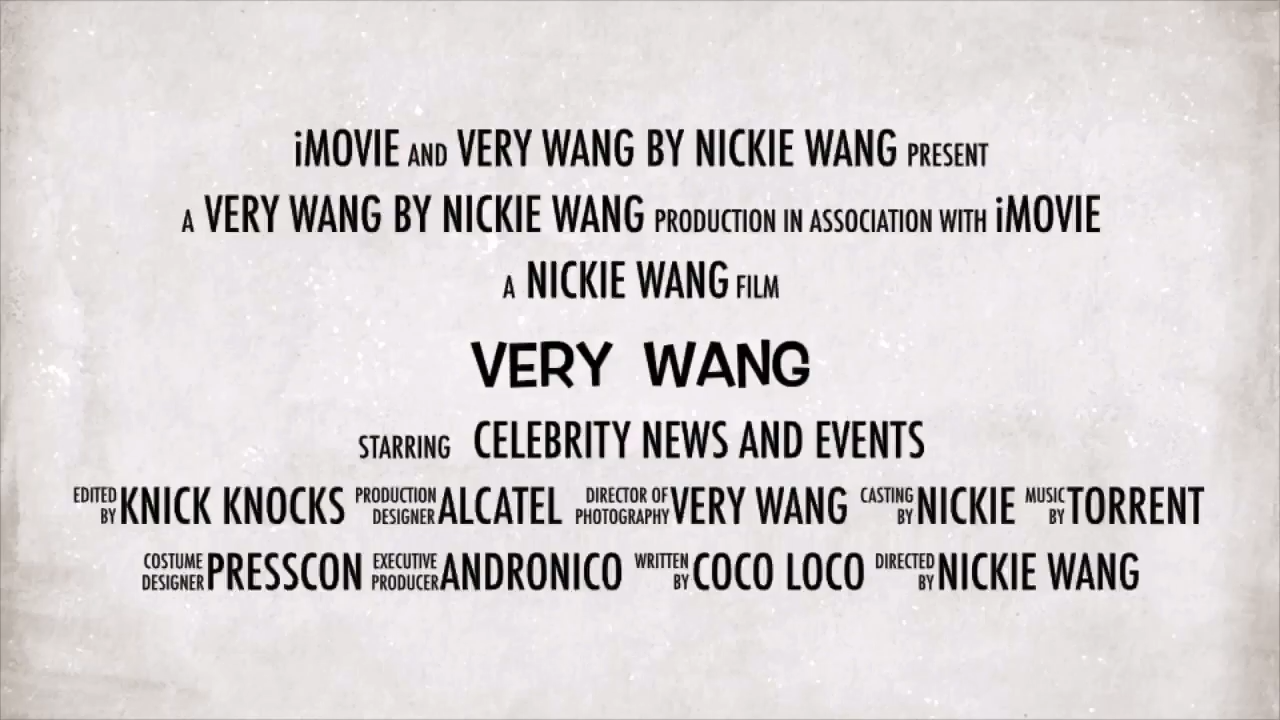 iMOVIE AND VERY WANG BY NICKIE WANG PRESENT
A VERY WANG BY NICKIE WANG PRODUCTION IN ASSOCIATION WITH iMOVIE
A NICKIE WANG FILM
VERY WANG
STARRING CELEBRITY NEWS AND EVENTS
EDITED BY KNICK KNOCKS PRODUCTION DESIGNER ALCATEL DIRECTOR OF PHOTOGRAPHY VERY WANG CASTING BY NICKIE MUSIC BY TORRENT
COSTUME DESIGNER PRESSCON EXECUTIVE PRODUCER ANDRONICO WRITTEN BY COCO LOCO DIRECTED BY NICKIE WANG